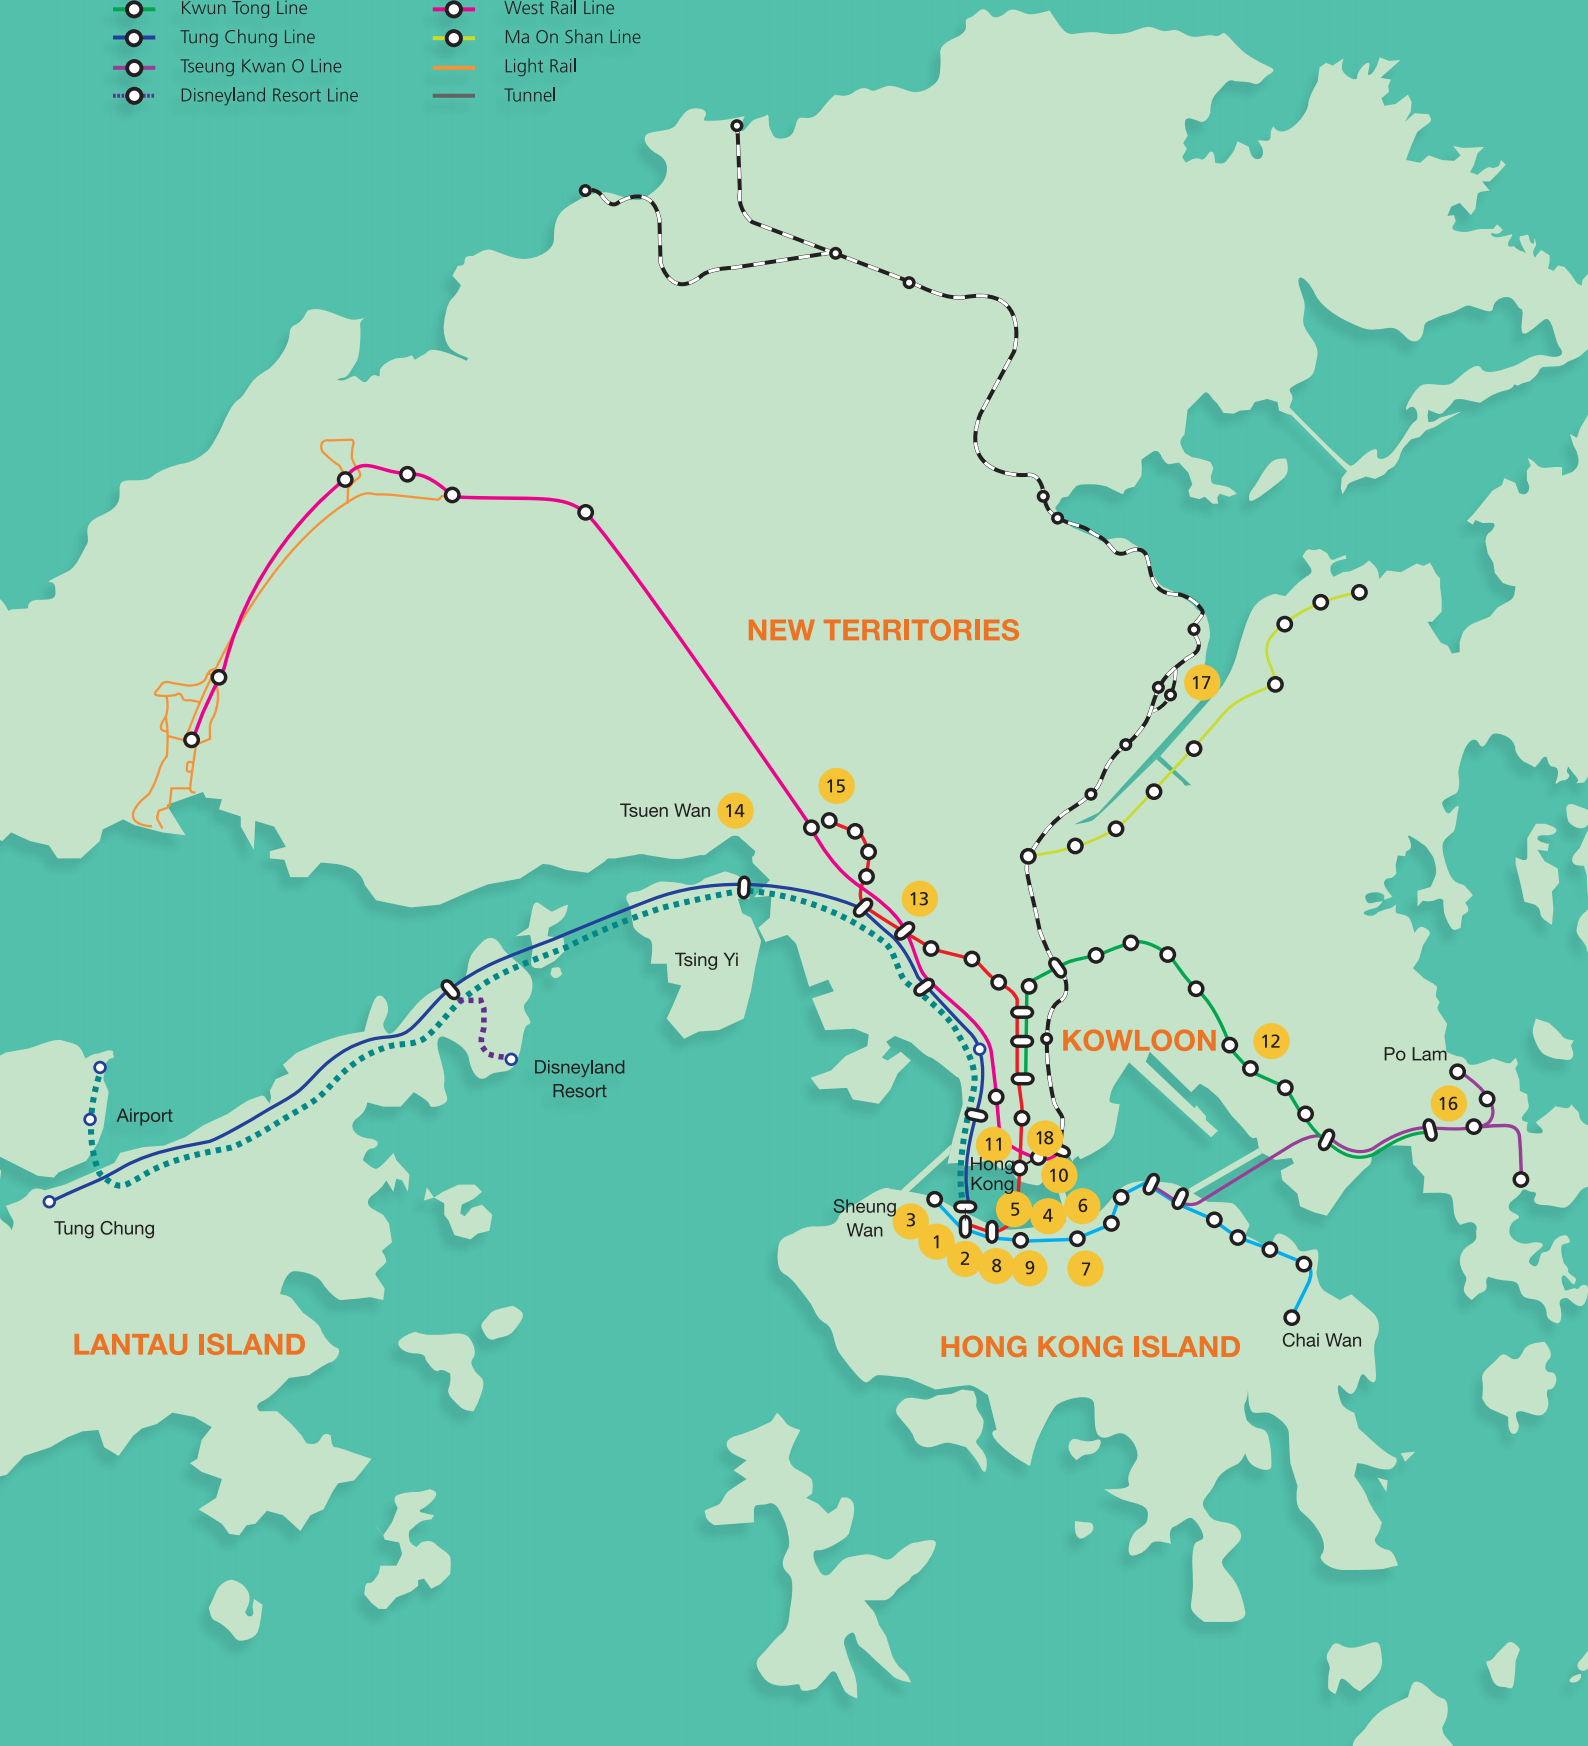 Kwun Tong Line
West Rail Line
Tung Chung Line
Ma On Shan Line
Tseung Kwan O Line
Light Rail
Disneyland Resort Line
Tunnel
NEW TERRITORIES
17
15
Tsuen Wan 14
13
Tsing Yi
KOWLOON 12
Po Lam
Disneyland
Resort
16
Airport
11
18
Hong
Kong
10
Sheung
Wan
3
5
4
6
Tung Chung
1
2
8
9
7
LANTAU ISLAND
HONG KONG ISLAND
Chai Wan